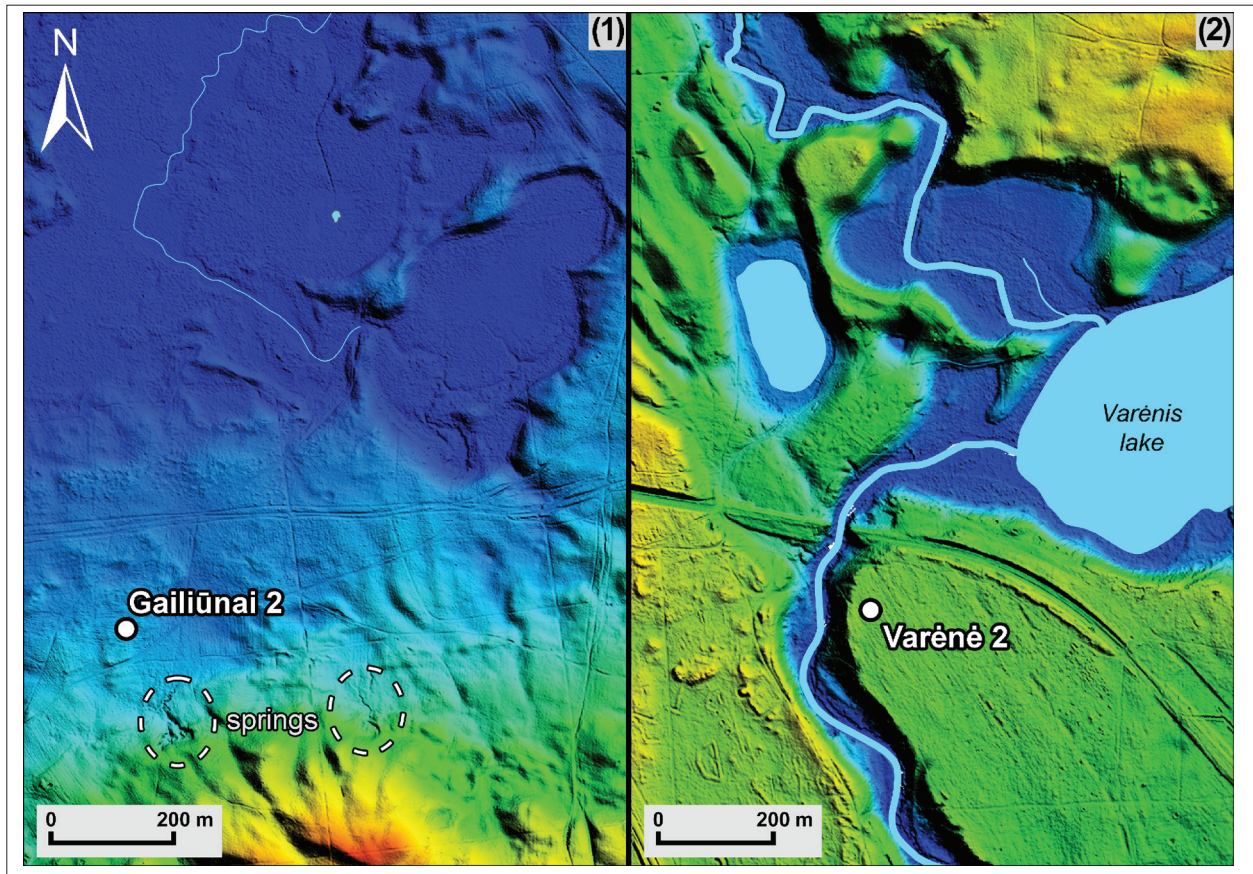 N
(1)
Gailiūnai 2
springs
0 200 m
(2)
Varėnis
lake
Varėnė 2
0 200 m